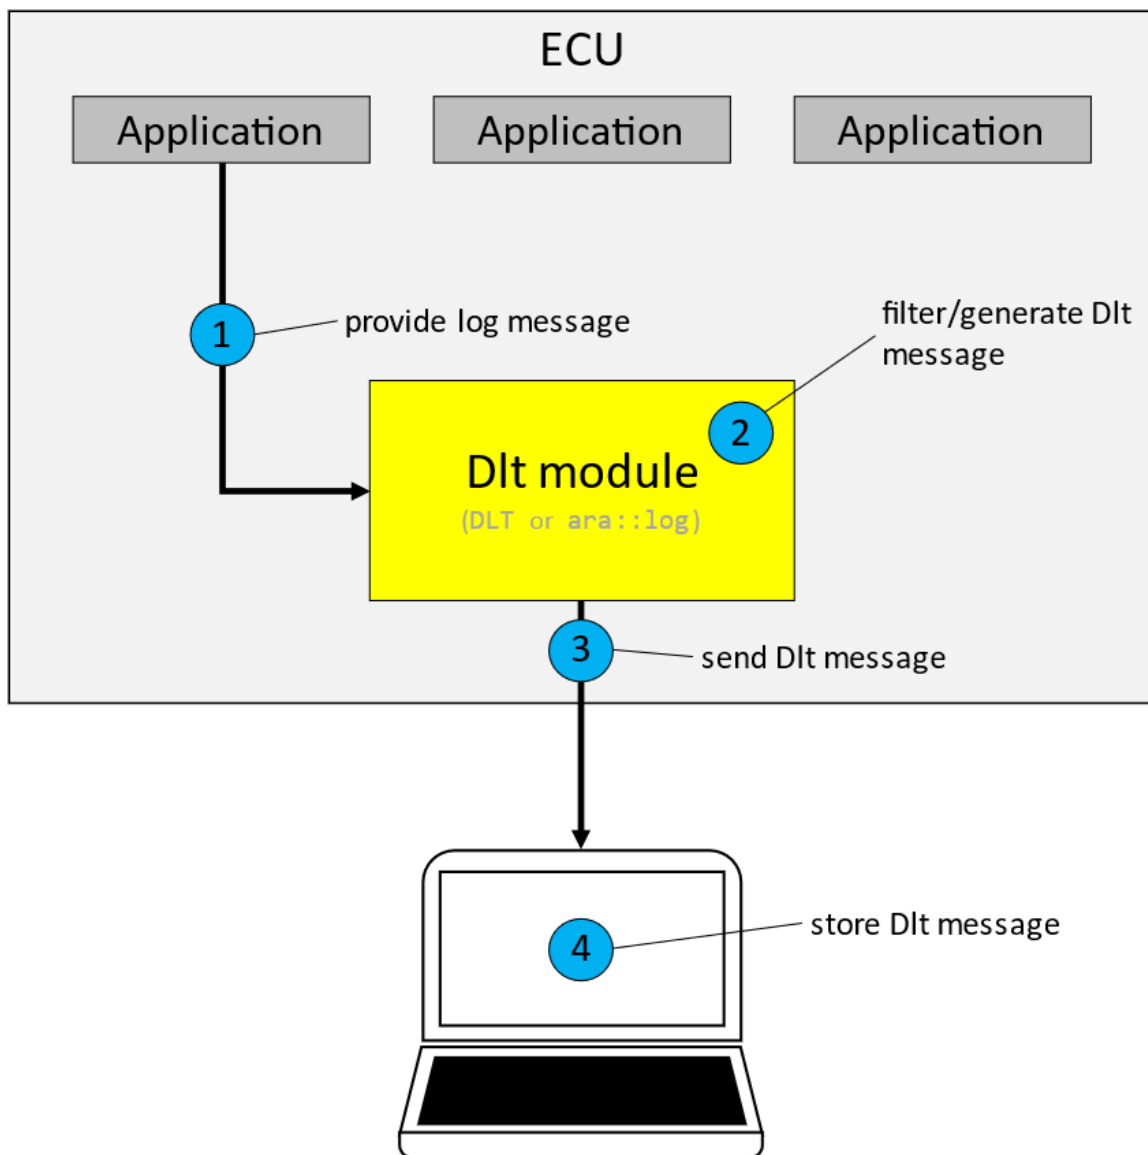 ECU
Application
Application
Application
1
provide log message
filter/generate Dlt
message
2
Dlt module
(DLT or ara::log)
3
send Dlt message
4
store Dlt message